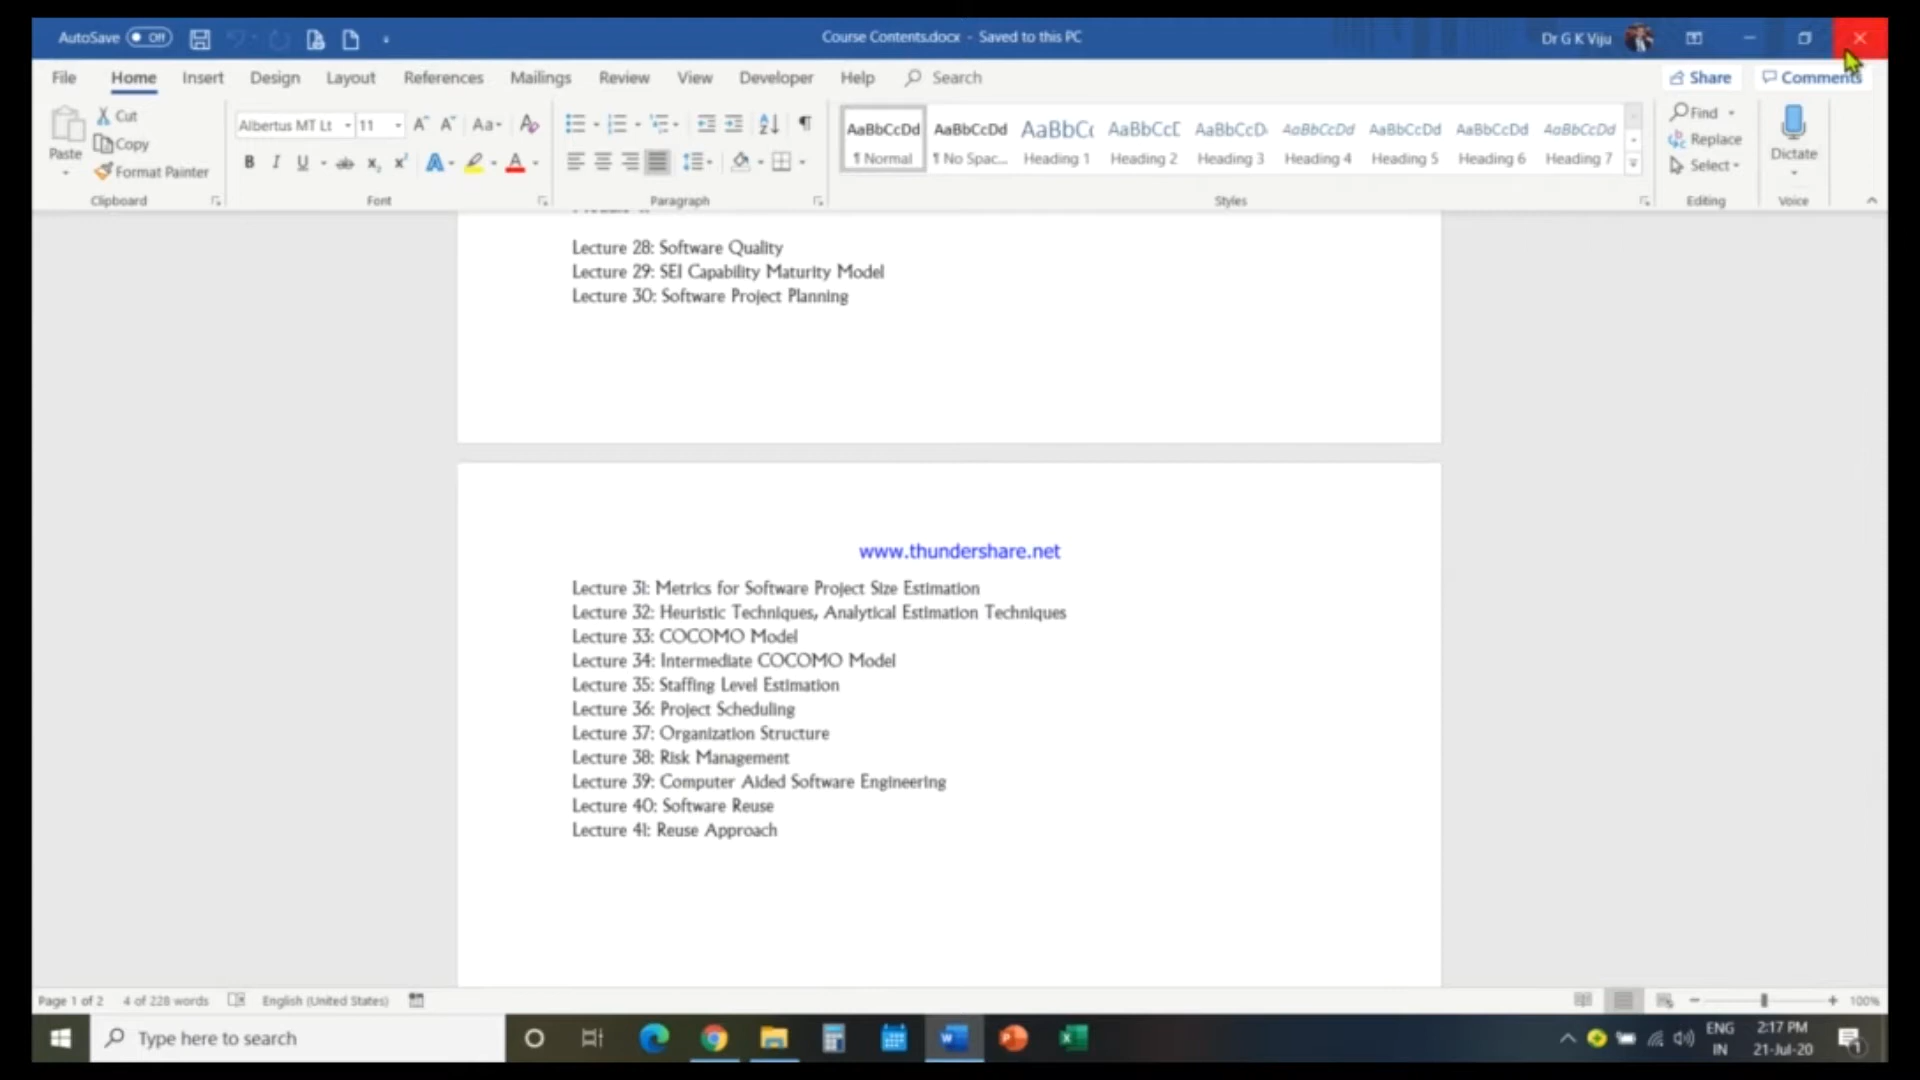 AutoSave Off Course Contents.docx - Saved to this PC Dr G K Viju
File Home Insert Design Layout References Mailings Review View Developer Help Search Share Comments
Paste
Cut
Copy
Format Painter
Clipboard
Albertus MT Lt 11
Font
Paragraph
AaBbCcDd AaBbCcDd AaBbCc AaBbCcD AaBbCcD AaBbCcDd AaBbCcDd AaBbCcDd AaBbCcDd
¶ Normal ¶ No Spac... Heading 1 Heading 2 Heading 3 Heading 4 Heading 5 Heading 6 Heading 7
Styles
Find
Replace
Select
Editing
Dictate
Voice
Lecture 28: Software Quality
Lecture 29: SEI Capability Maturity Model
Lecture 30: Software Project Planning
www.thundershare.net
Lecture 31: Metrics for Software Project Size Estimation
Lecture 32: Heuristic Techniques, Analytical Estimation Techniques
Lecture 33: COCOMO Model
Lecture 34: Intermediate COCOMO Model
Lecture 35: Staffing Level Estimation
Lecture 36: Project Scheduling
Lecture 37: Organization Structure
Lecture 38: Risk Management
Lecture 39: Computer Aided Software Engineering
Lecture 40: Software Reuse
Lecture 41: Reuse Approach
Page 1 of 2 4 of 228 words English (United States) 100%
Type here to search
ENG
IN
2:17 PM
21-Jul-20